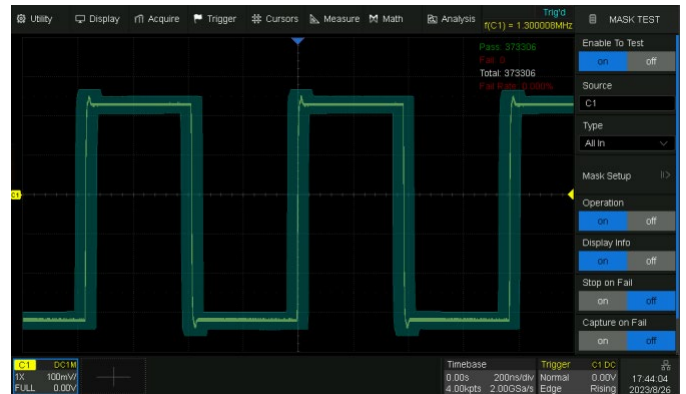 Utility Display Acquire Trigger Cursors Measure Math Analysis
Trig'd
f(C1) = 1.300008MHz
MASK TEST
Pass: 373306
Fail: 0
Total: 373306
Fail Rate: 0.000%
Enable To Test
on off
Source
C1
Type
All In
Mask Setup
Operation
on off
Display Info
on off
Stop on Fail
on off
Capture on Fail
on off
C1
C1 DC1M
1X 100mV/
FULL 0.00V
Timebase
0.00s 200ns/div
4.00kpts 2.00GSa/s
Trigger C1 DC
Normal 0.00V
Edge Rising
17:44:04
2023/8/26